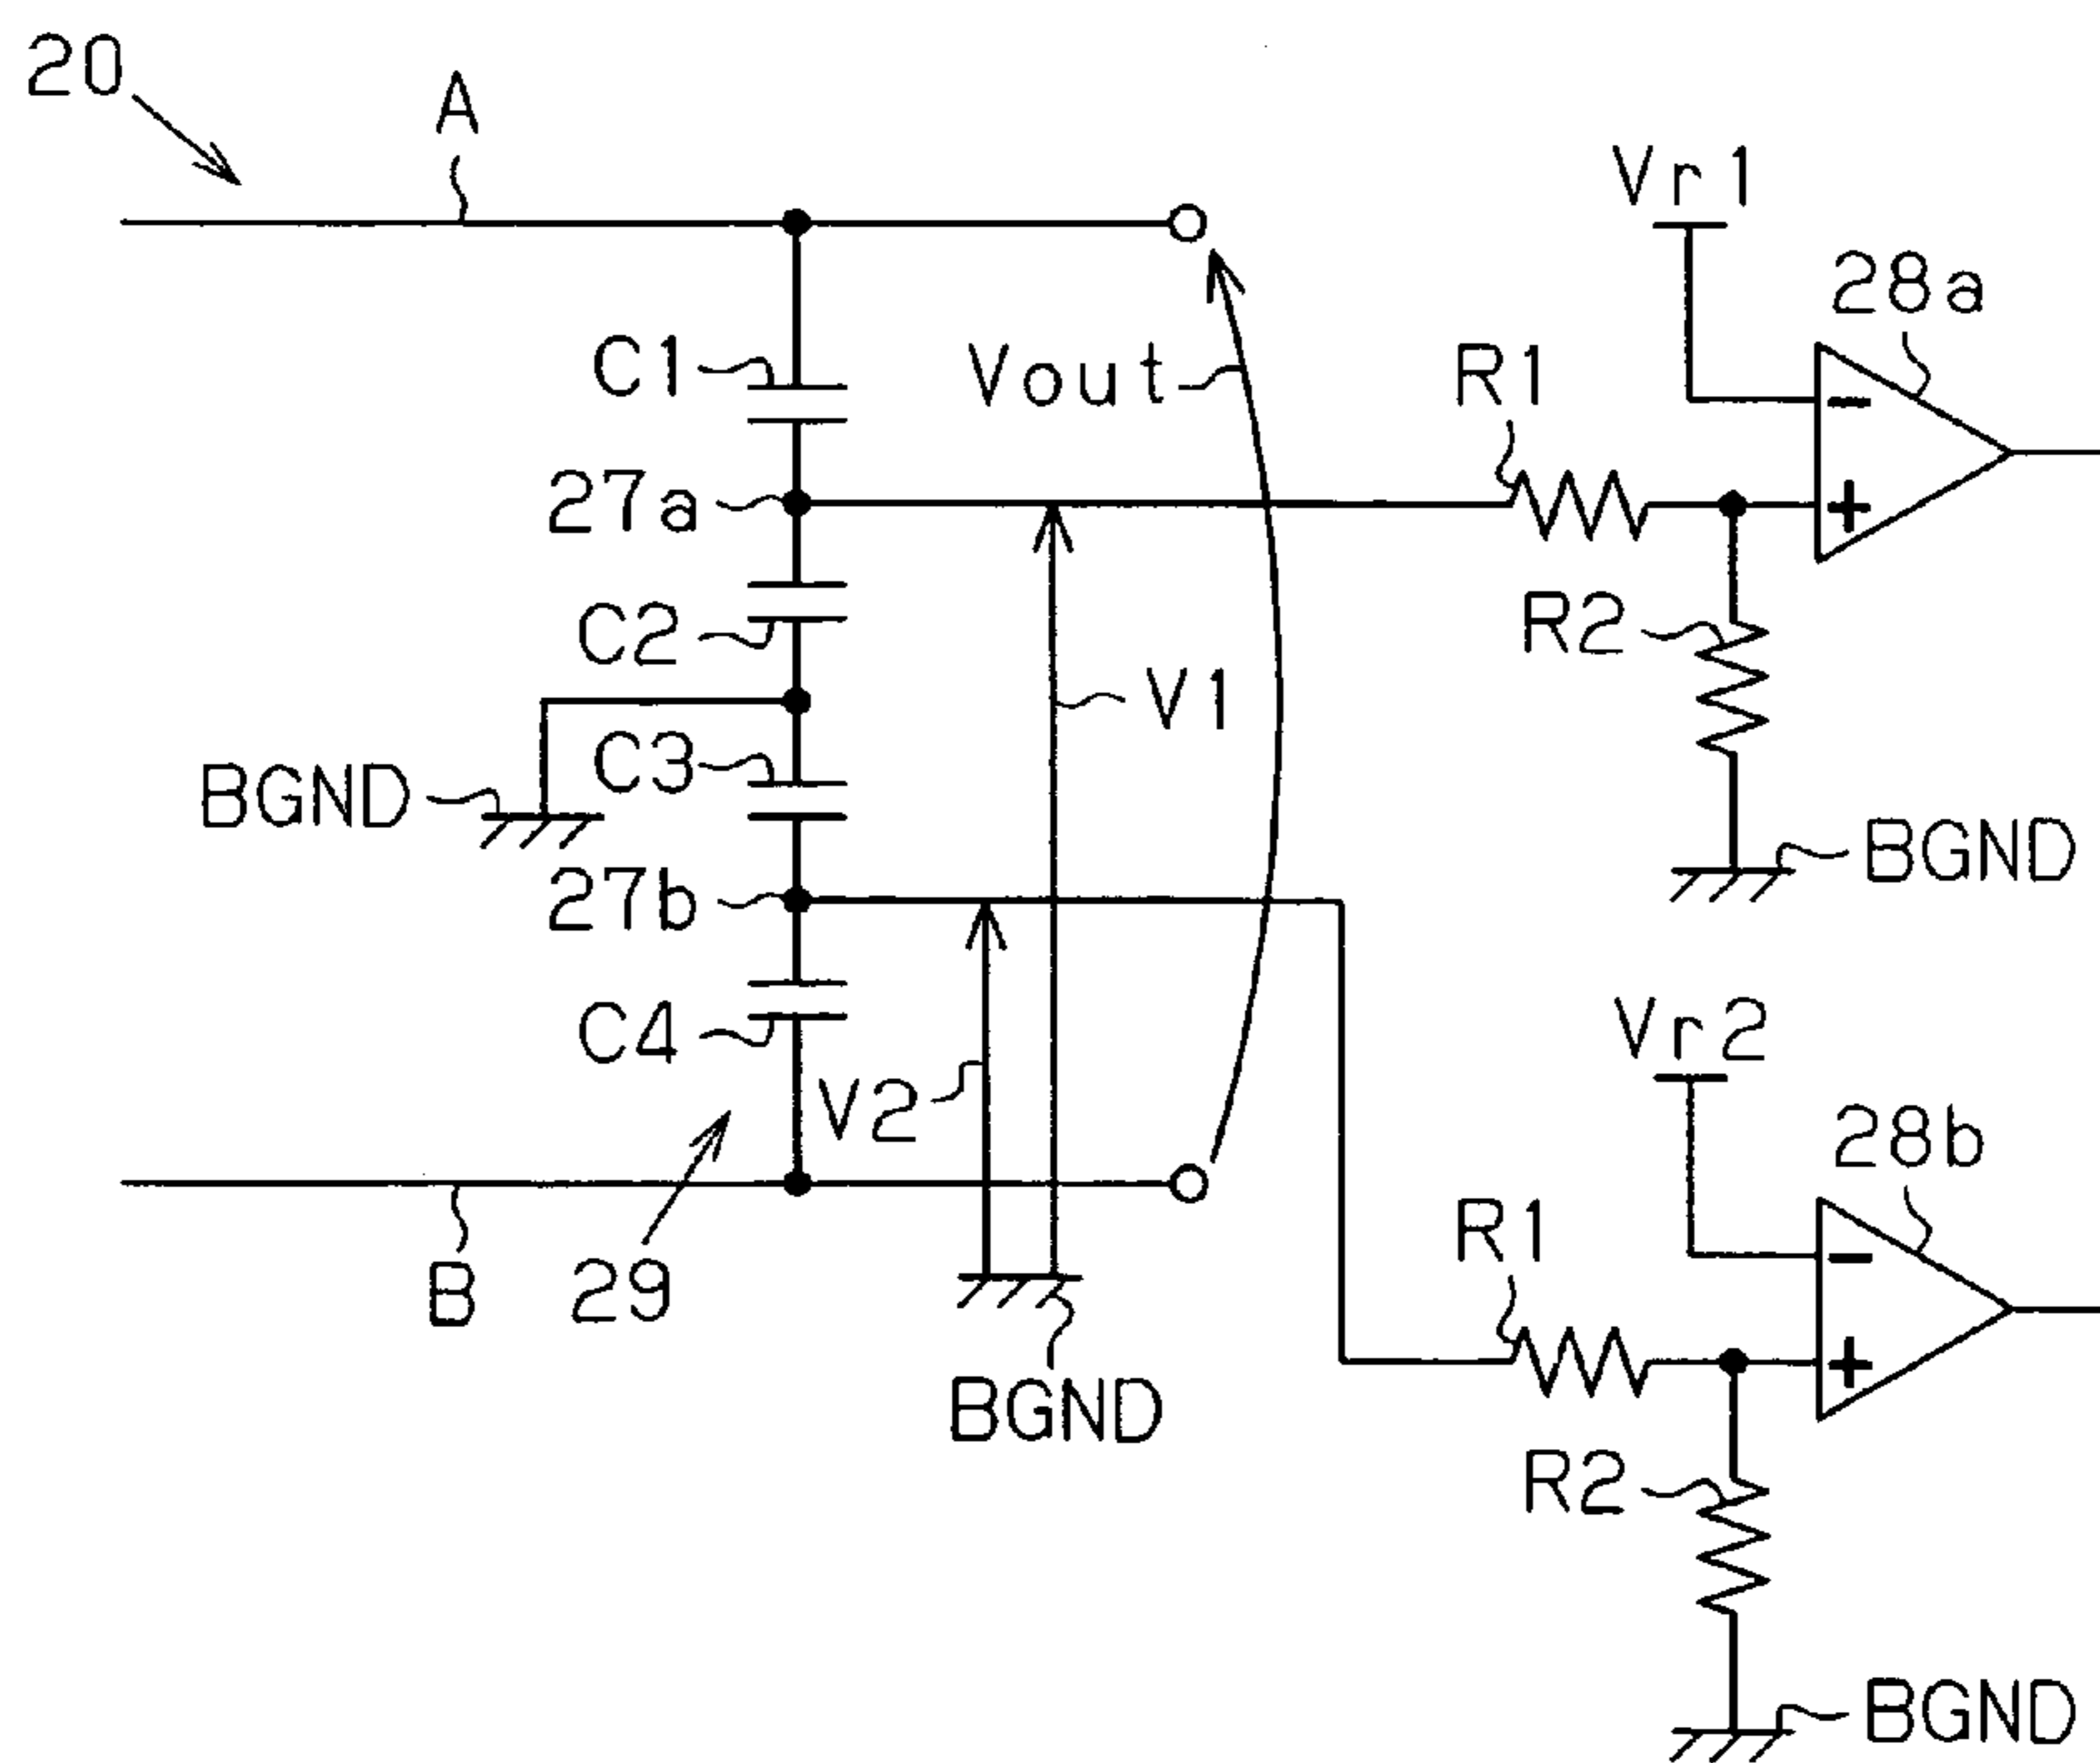 20
A
Vr1
28a
C1
Vout
R1
−
27a
+
C2
R2
V1
C3
BGND
BGND
27b
C4
Vr2
V2
28b
R1
−
B
29
+
BGND
R2
BGND